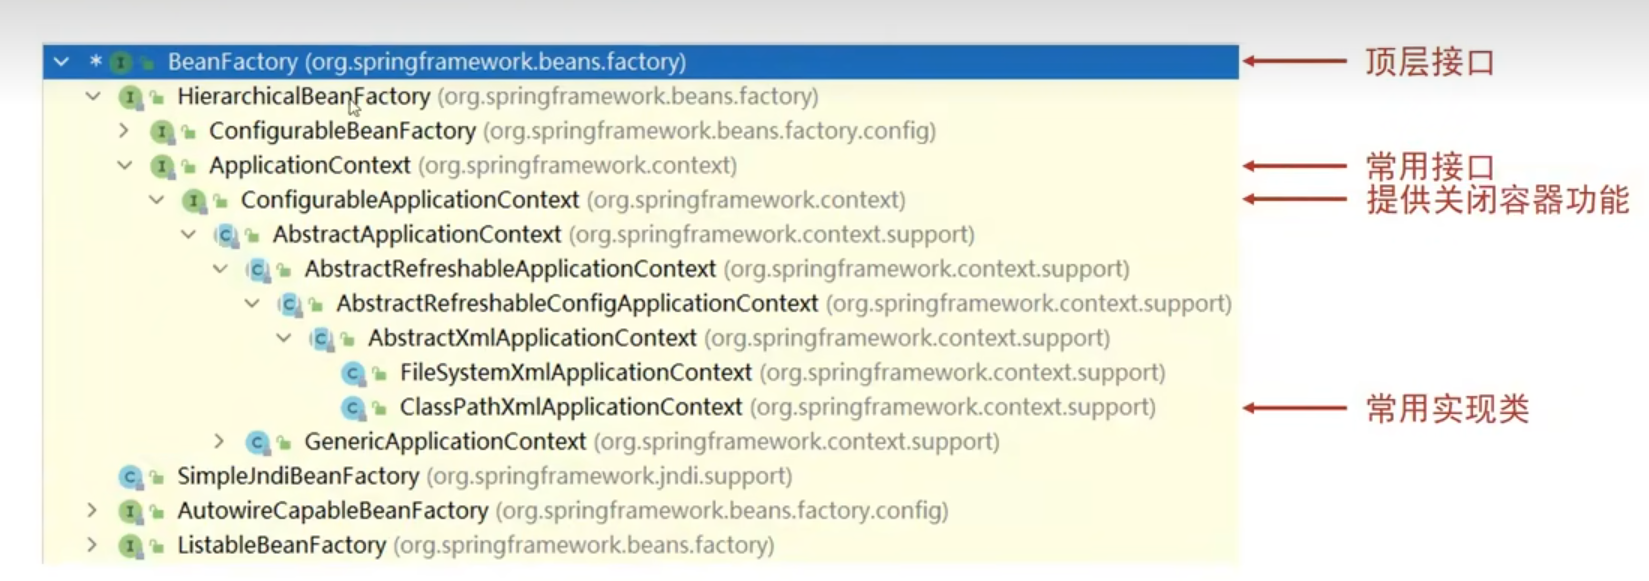 BeanFactory (org.springframework.beans.factory) 顶层接口
HierarchicalBeanFactory (org.springframework.beans.factory)
ConfigurableBeanFactory (org.springframework.beans.factory.config)
ApplicationContext (org.springframework.context) 常用接口
ConfigurableApplicationContext (org.springframework.context) 提供关闭容器功能
AbstractApplicationContext (org.springframework.context.support)
AbstractRefreshableApplicationContext (org.springframework.context.support)
AbstractRefreshableConfigApplicationContext (org.springframework.context.support)
AbstractXmlApplicationContext (org.springframework.context.support)
FileSystemXmlApplicationContext (org.springframework.context.support)
ClassPathXmlApplicationContext (org.springframework.context.support) 常用实现类
GenericApplicationContext (org.springframework.context.support)
SimpleJndiBeanFactory (org.springframework.jndi.support)
AutowireCapableBeanFactory (org.springframework.beans.factory.config)
ListableBeanFactory (org.springframework.beans.factory)